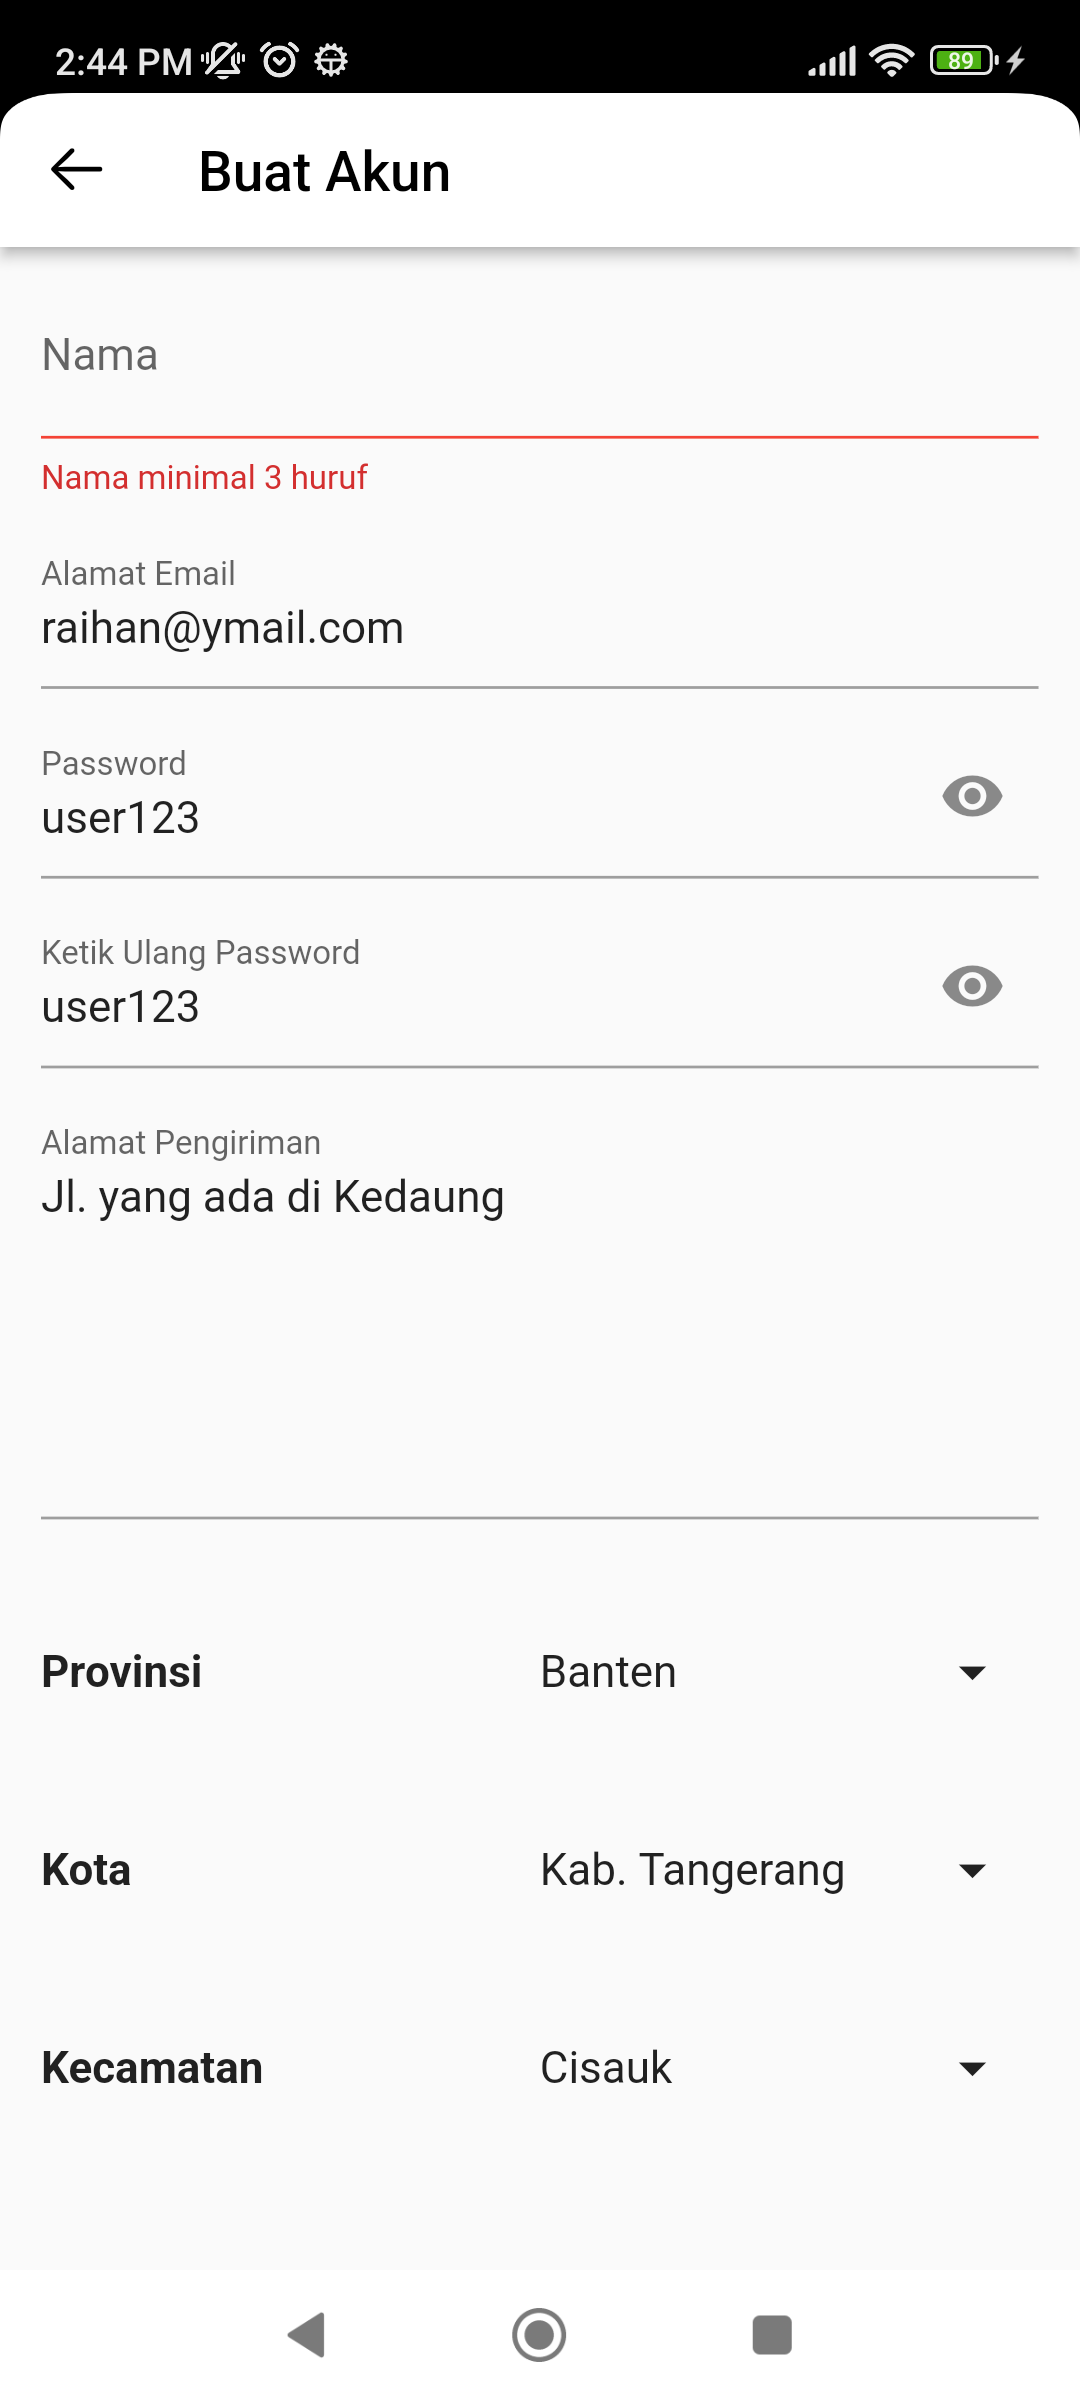 2:44 PM
89
Buat Akun
Nama
Nama minimal 3 huruf
Alamat Email
raihan@ymail.com
Password
user123
Ketik Ulang Password
user123
Alamat Pengiriman
Jl. yang ada di Kedaung
Provinsi Banten
Kota Kab. Tangerang
Kecamatan Cisauk